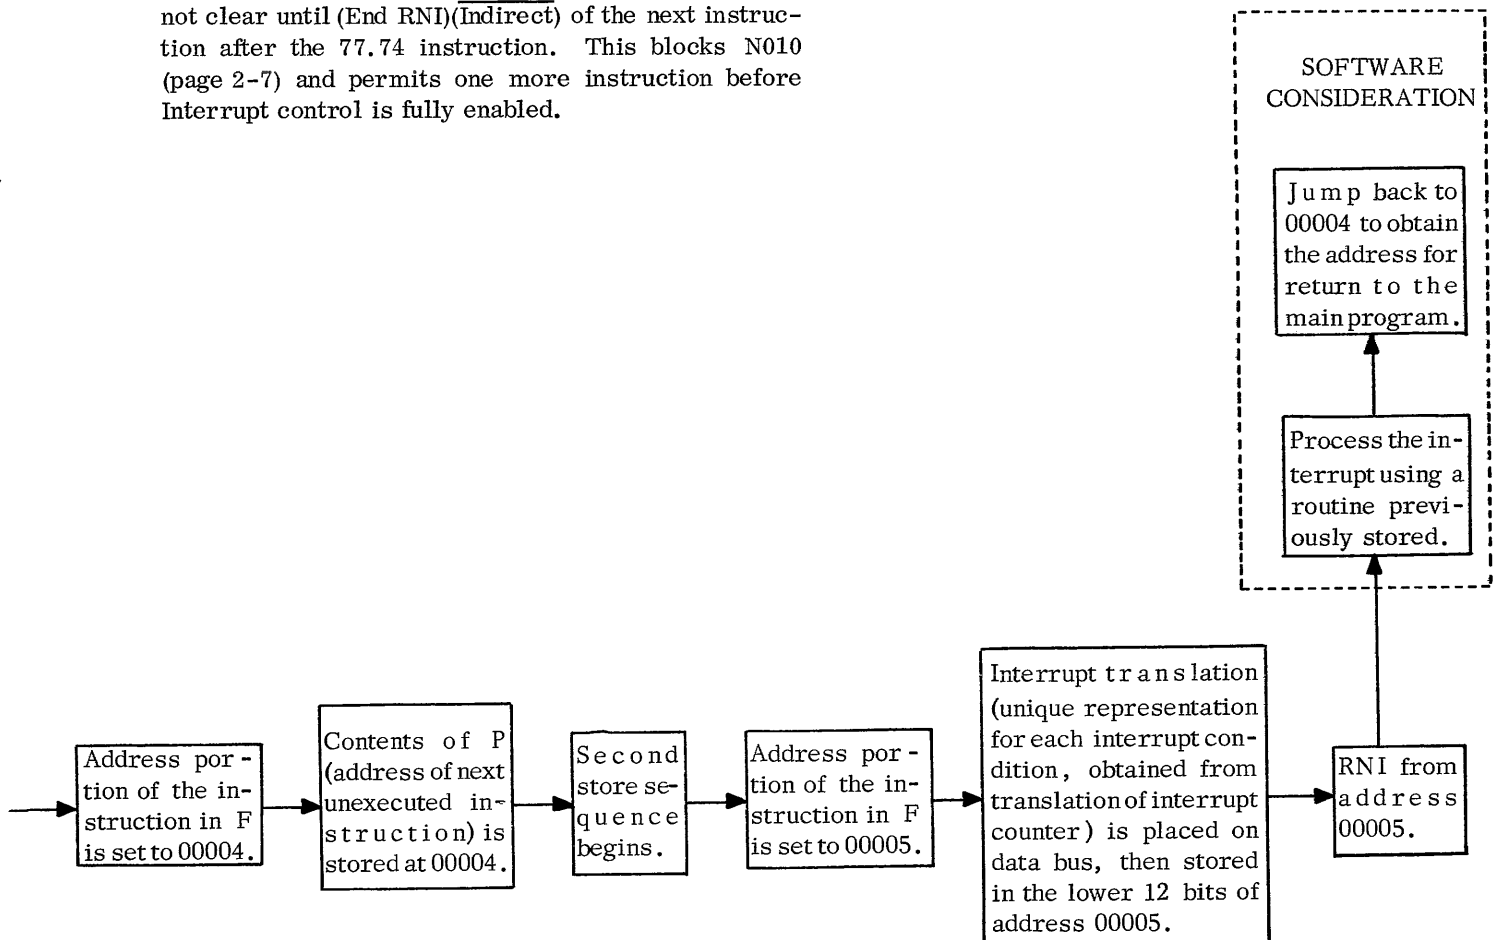 not clear until (End RNI)(Indirect) of the next instruc-
tion after the 77.74 instruction. This blocks N010
(page 2-7) and permits one more instruction before
Interrupt control is fully enabled.
SOFTWARE
CONSIDERATION
Jump back to
00004 to obtain
the address for
return to the
main program.
Process the in-
terrupt using a
routine previ-
ously stored.
Address por-
tion of the in-
struction in F
is set to 00004.
Contents of P
(address of next
unexecuted in-
struction) is
stored at 00004.
Second
store se-
quence
begins.
Address por-
tion of the in-
struction in F
is set to 00005.
Interrupt translation
(unique representation
for each interrupt con-
dition, obtained from
translation of interrupt
counter) is placed on
data bus, then stored
in the lower 12 bits of
address 00005.
RNI from
address
00005.